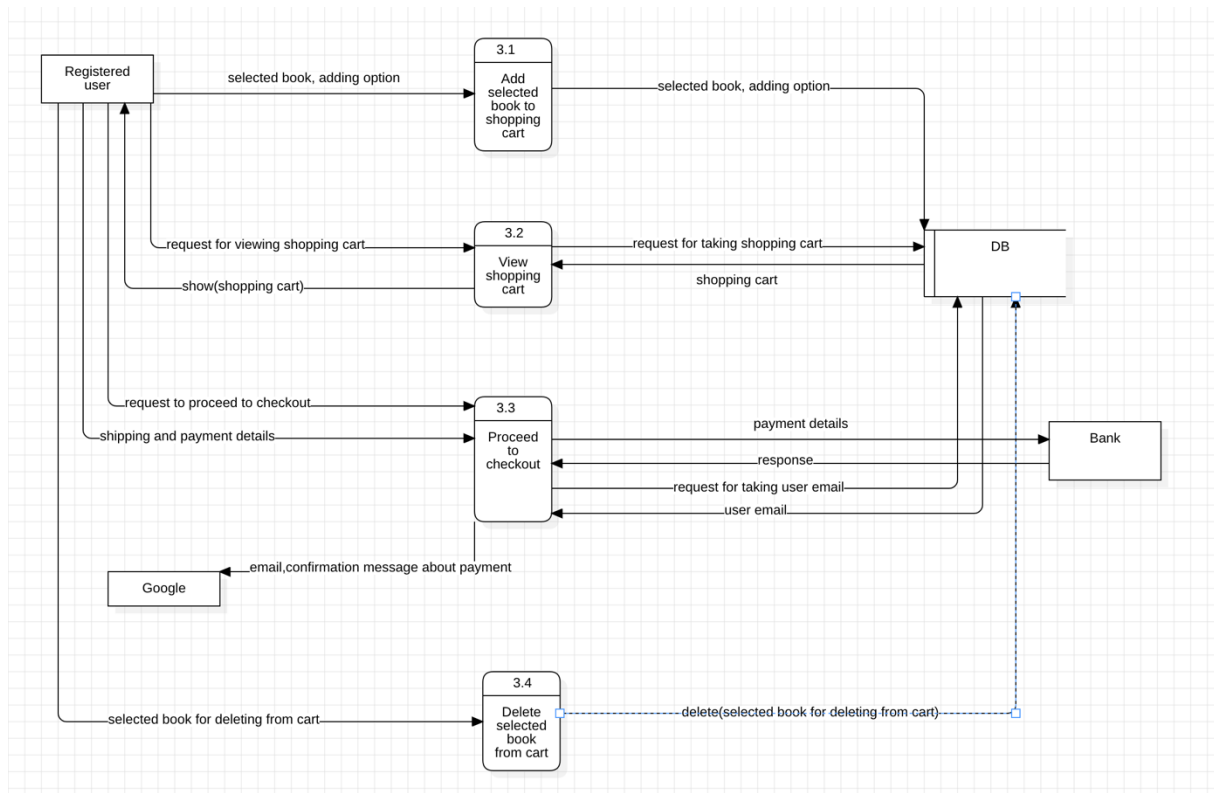 Registered
user
selected book, adding option
3.1
Add
selected
book to
shopping
cart
selected book, adding option
request for viewing shopping cart
show(shopping cart)
3.2
View
shopping
cart
request for taking shopping cart
shopping cart
DB
request to proceed to checkout
shipping and payment details
3.3
Proceed
to
checkout
payment details
response
request for taking user email
user email
Bank
email,confirmation message about payment
Google
selected book for deleting from cart
3.4
Delete
selected
book
from cart
delete(selected book for deleting from cart)